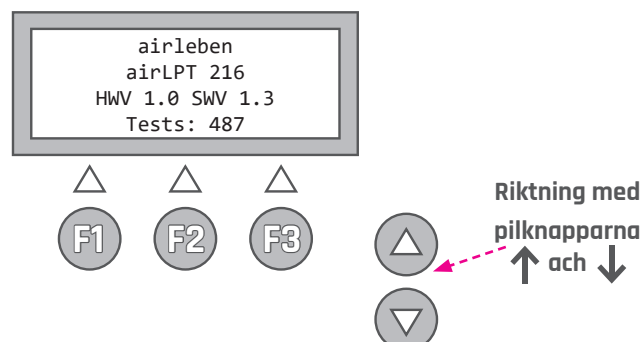 airleben
airLPT 216
HWV 1.0 SWV 1.3
Tests: 487
F1 F2 F3
Riktning med
pilknapparna
↑ ach ↓